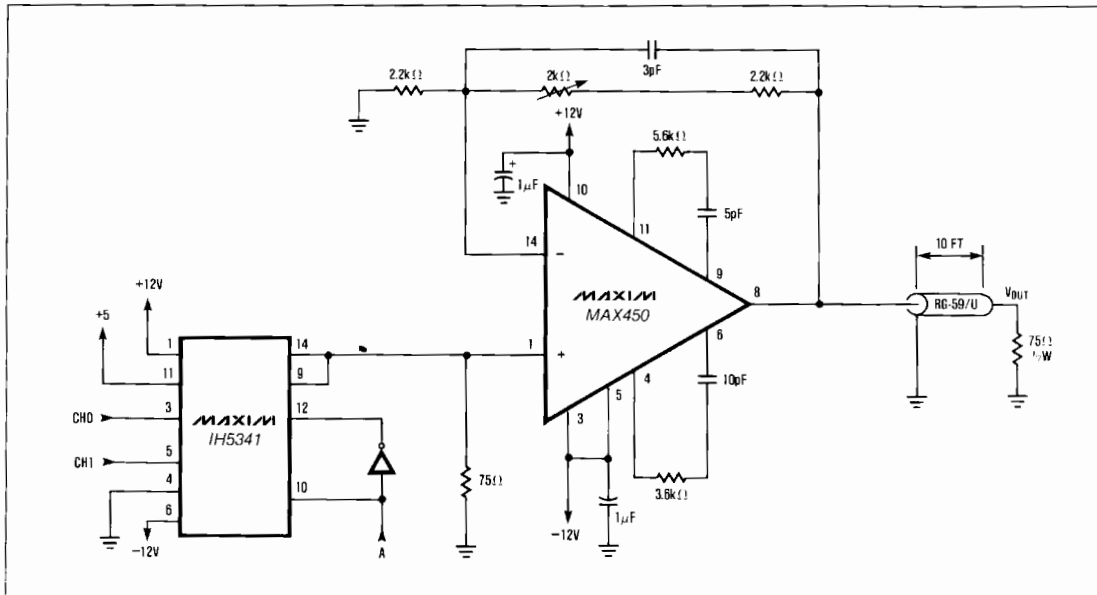 3pF
2.2kΩ
2kΩ
2.2kΩ
+12V
5.6kΩ
+
1μF
10
11
5pF
14
−
9
10 FT
MAXIM
MAX450
8
RG-59/U
VOUT
+12V
+5
1
14
1
+
6
75Ω
½W
11
9
4
10pF
CH0
3
MAXIM
12
5
IH5341
3
CH1
5
4
10
75Ω
3.6kΩ
6
1μF
−12V
−12V
A